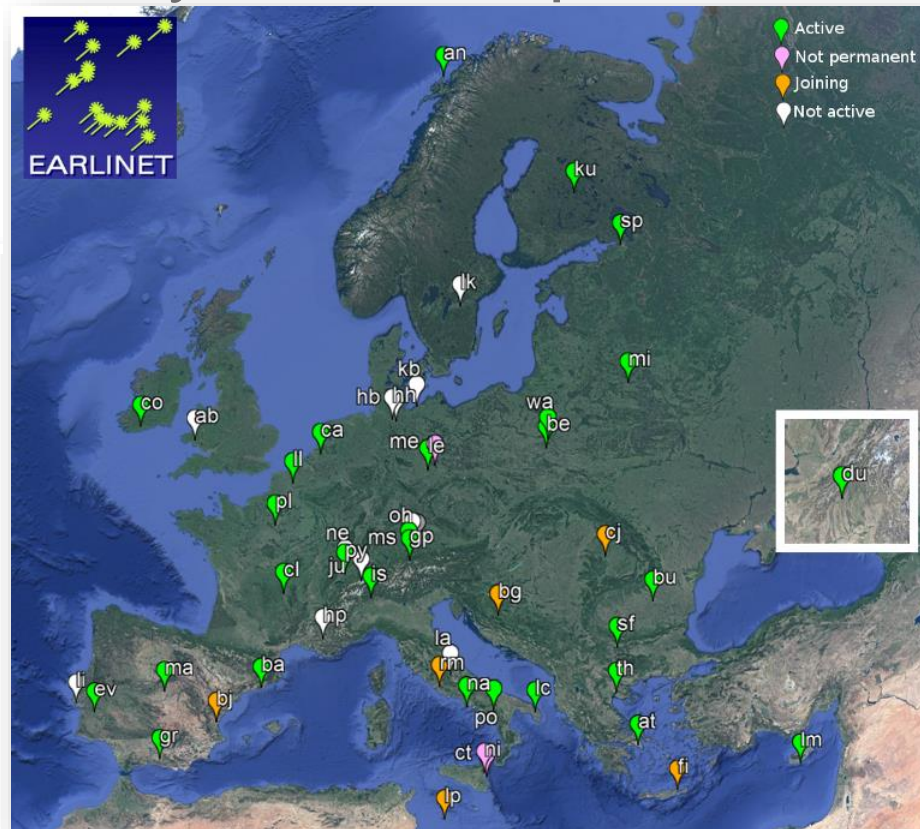 an
Active
Not permanent
Joining
Not active
EARLINET
ku
sp
lk
mi
kb
hb
hh
co
ab
wa
be
ca
me
le
ll
du
pl
oh
ne
ms
gp
cj
py
ju
is
cl
bu
bg
hp
sf
la
rm
ma
ba
th
li
ev
na
lc
bj
po
at
gr
lm
ct
ni
fi
lp